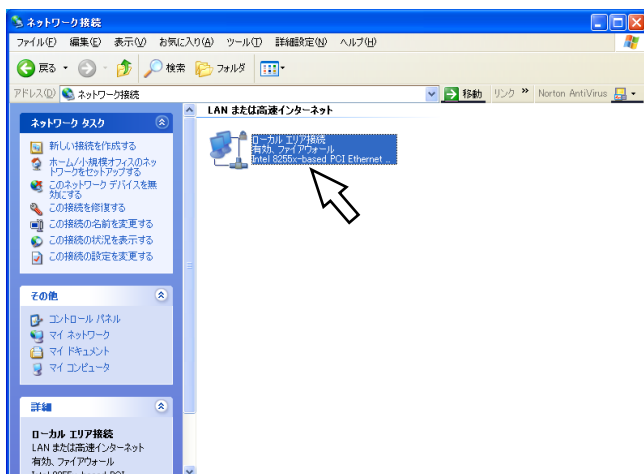 ネットワーク接続
ファイル(F) 編集(E) 表示(V) お気に入り(A) ツール(T) 詳細設定(N) ヘルプ(H)
戻る 検索 フォルダ
アドレス(D) ネットワーク接続 移動 リンク » Norton AntiVirus
ネットワーク タスク
新しい接続を作成する
ホーム/小規模オフィスのネッ
トワークをセットアップする
このネットワーク デバイスを無
効にする
この接続を修復する
この接続の名前を変更する
この接続の状況を表示する
この接続の設定を変更する
その他
コントロール パネル
マイ ネットワーク
マイ ドキュメント
マイ コンピュータ
詳細
ローカル エリア接続
LAN または高速インターネット
有効、ファイアウォール
LAN または高速インターネット
ローカル エリア接続
有効、ファイアウォール
Intel 8255x-based PCI Ethernet ...